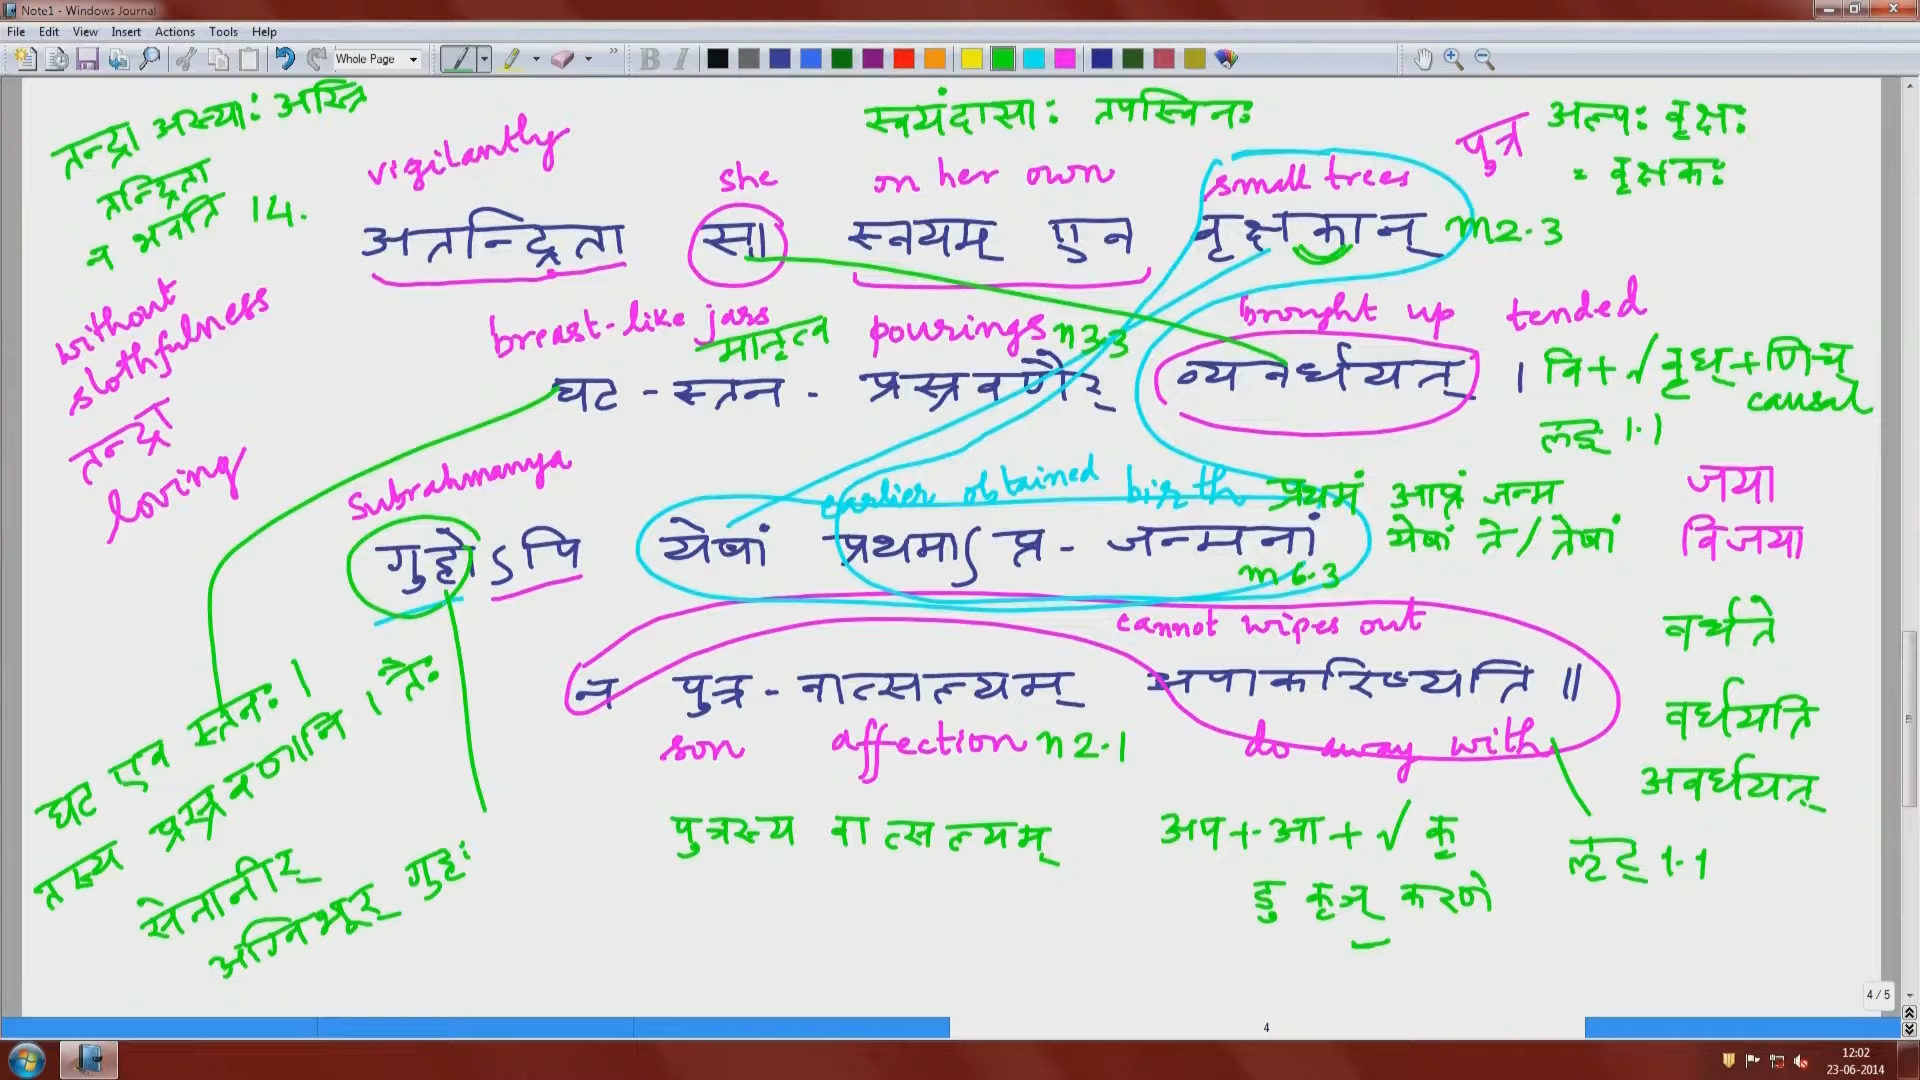 Note1 - Windows Journal
File Edit View Insert Actions Tools Help
Whole Page
तन्द्रा अस्याः अस्ति
तन्द्रिता
न भवति 14.
vigilantly
स्वयंदासाः तपस्विनः
पुत्र
अल्पः वृक्षः
= वृक्षकः
she on her own small trees
अतन्द्रिता सा स्वयम् एव वृक्षकान् m2.3
without
slothfulness
तन्द्रा
loving
breast-like jars pourings n3.3 brought up tended
मातृत्व
घट - स्तन - प्रस्रवणैर् व्यवर्धयत् ।
वि + √वृध् + णिच्
causal
लङ् 1.1
Subrahmanya earlier obtained birth प्रथमं आप्तं जन्म
येषां ते / तेषां
जया
विजया
गुहोऽपि येषां प्रथमाऽप्त - जन्मनां
m6.3
cannot wipes out
न पुत्र - वात्सल्यम् अपाकरिष्यति ॥
son affection n2.1 do away with
वर्धते
वर्धयति
अवर्धयत्
घट एव स्तनः ।
तस्य प्रस्रवणानि । तैः
सेनानीर्
अग्निभूर् गुहः
पुत्रस्य वात्सल्यम्
अप + आ + √कृ
डु कृञ् करणे
लृट् 1.1
4 / 5
4
12:02
23-06-2014